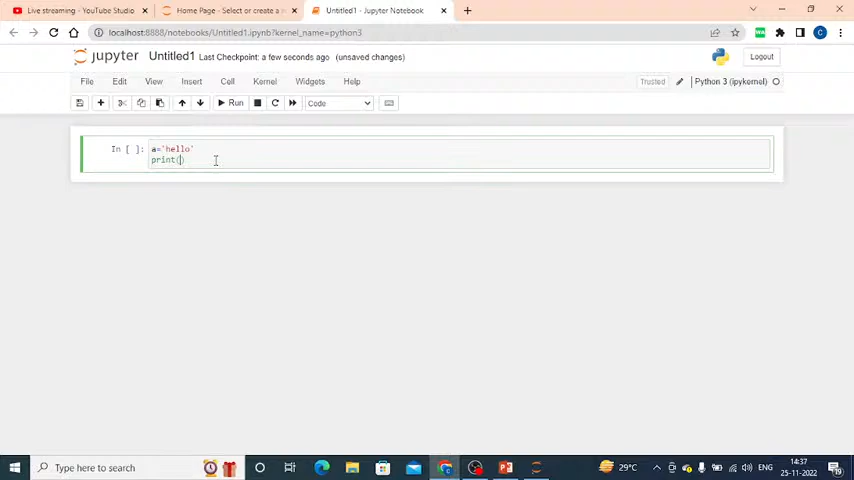 Live streaming - YouTube Studio
Home Page - Select or create a n
Untitled1 - Jupyter Notebook
localhost:8888/notebooks/Untitled1.ipynb?kernel_name=python3
jupyter Untitled1 Last Checkpoint: a few seconds ago (unsaved changes)
Logout
File Edit View Insert Cell Kernel Widgets Help
Trusted Python 3 (ipykernel)
Run Code
In [ ]: a='hello'
print()
Type here to search
29°C ENG 14:37
25-11-2022